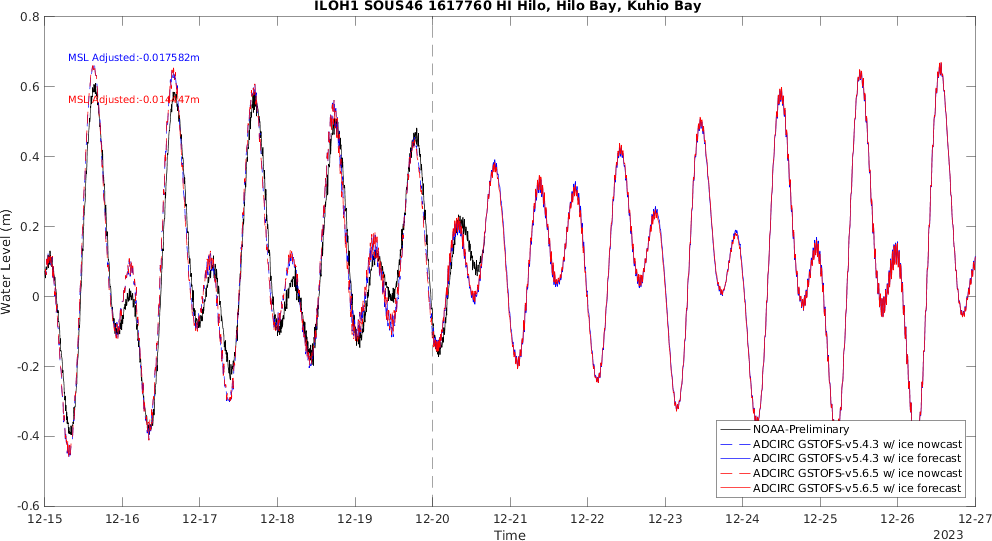 ILOH1 SOUS46 1617760 HI Hilo, Hilo Bay, Kuhio Bay
0.8
0.6
0.4
0.2
0
-0.2
-0.4
-0.6
Water Level (m)
MSL Adjusted:-0.017582m
MSL Adjusted:
NOAA-Preliminary
ADCIRC GSTOFS-v5.4.3 w/ ice nowcast
ADCIRC GSTOFS-v5.4.3 w/ ice forecast
ADCIRC GSTOFS-v5.6.5 w/ ice nowcast
ADCIRC GSTOFS-v5.6.5 w/ ice forecast
12-15 12-16 12-17 12-18 12-19 12-20 12-21 12-22 12-23 12-24 12-25 12-26 12-27
Time
2023